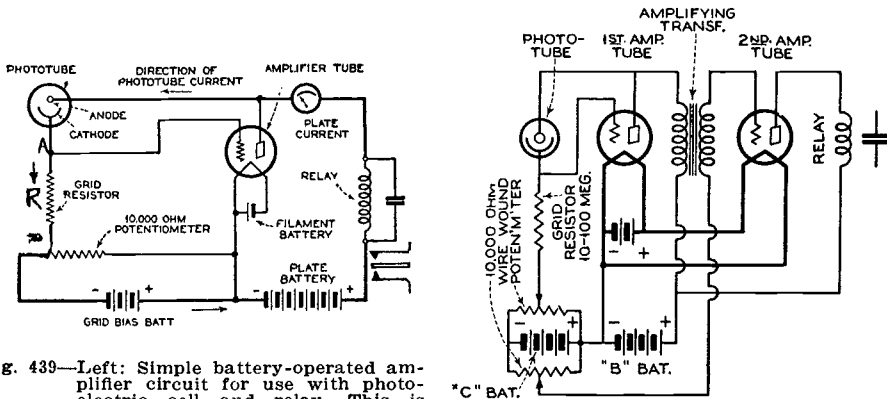 PHOTOTUBE
DIRECTION OF
PHOTOTUBE CURRENT
AMPLIFIER TUBE
ANODE
CATHODE
PLATE
CURRENT
A
R
GRID
RESISTOR
RELAY
10,000 OHM
POTENTIOMETER
FILAMENT
BATTERY
PLATE
BATTERY
- +
- +
GRID BIAS BATT
AMPLIFYING
TRANSF.
PHOTO-
TUBE
1ST. AMP.
TUBE
2ND. AMP.
TUBE
RELAY
GRID
RESISTOR
10-100 MEG.
10,000 OHM
WIRE WOUND
POTEN'M'TER
- +
- +
- +
"C" BAT.
"B" BAT.
g. 439—Left: Simple battery-operated am-
plifier circuit for use with photo-
electric cell and relay. This is